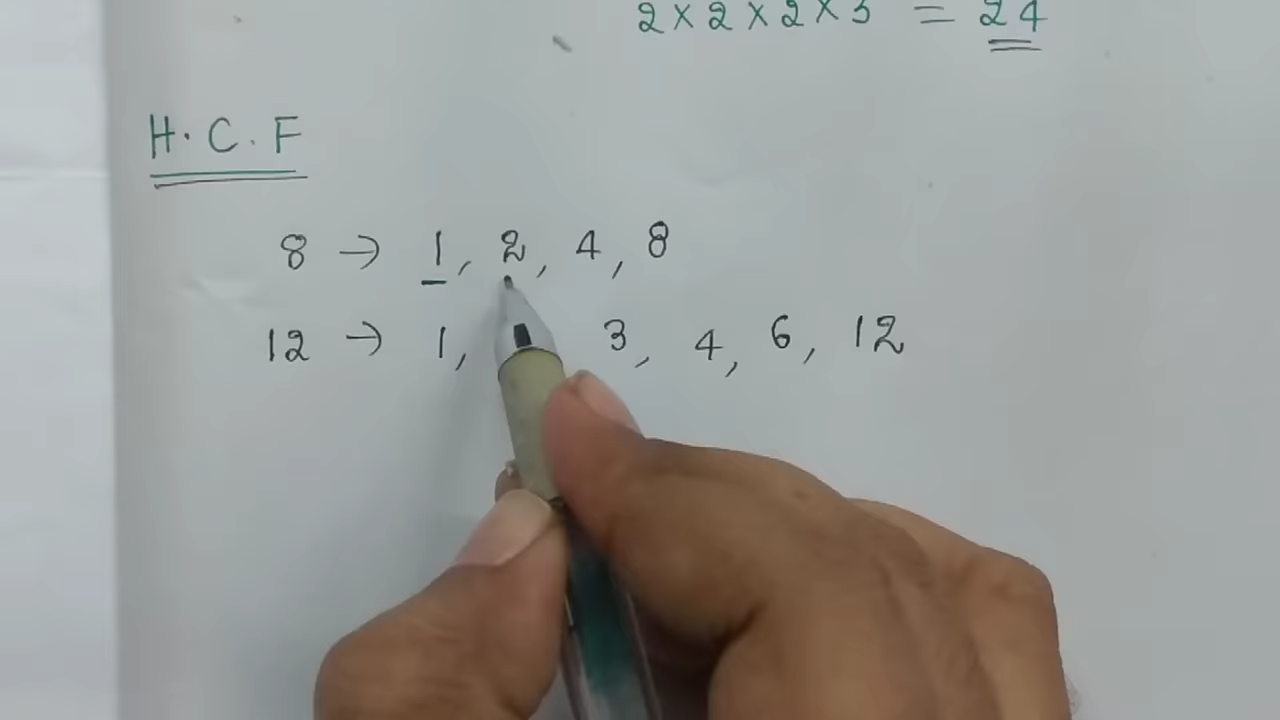 2 × 2 × 2 × 3 = 24
H.C.F
8 → 1, 2, 4, 8
12 → 1, 3, 4, 6, 12